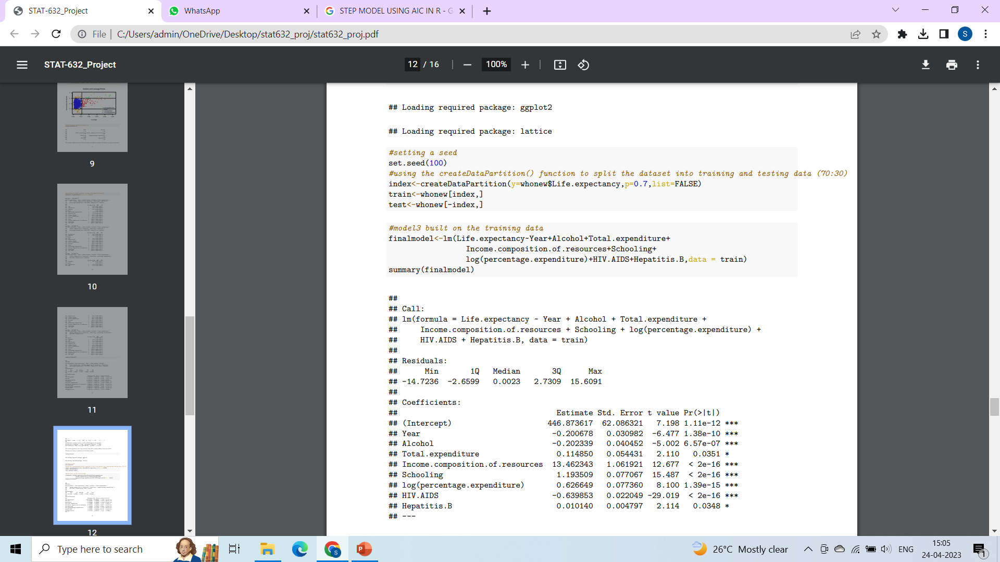 STAT-632_Project
WhatsApp
STEP MODEL USING AIC IN R - G
File
C:/Users/admin/OneDrive/Desktop/stat632_proj/stat632_proj.pdf
S
STAT-632_Project
12 / 16
100%
9
10
11
12
## Loading required package: ggplot2
## Loading required package: lattice
#setting a seed
set.seed(100)
#using the createDataPartition() function to split the dataset into training and testing data (70:30)
index<-createDataPartition(y=whonew$Life.expectancy,p=0.7,list=FALSE)
train<-whonew[index,]
test<-whonew[-index,]
#model3 built on the training data
finalmodel<-lm(Life.expectancy~Year+Alcohol+Total.expenditure+
Income.composition.of.resources+Schooling+
log(percentage.expenditure)+HIV.AIDS+Hepatitis.B,data = train)
summary(finalmodel)
##
## Call:
## lm(formula = Life.expectancy ~ Year + Alcohol + Total.expenditure +
## Income.composition.of.resources + Schooling + log(percentage.expenditure) +
## HIV.AIDS + Hepatitis.B, data = train)
##
## Residuals:
## Min 1Q Median 3Q Max
## -14.7236 -2.6599 0.0023 2.7309 15.6091
##
## Coefficients:
## Estimate Std. Error t value Pr(>|t|)
## (Intercept) 446.873617 62.086321 7.198 1.11e-12 ***
## Year -0.200678 0.030982 -6.477 1.38e-10 ***
## Alcohol -0.202339 0.040452 -5.002 6.57e-07 ***
## Total.expenditure 0.114850 0.054431 2.110 0.0351 *
## Income.composition.of.resources 13.462343 1.061921 12.677 < 2e-16 ***
## Schooling 1.193509 0.077067 15.487 < 2e-16 ***
## log(percentage.expenditure) 0.626649 0.077360 8.100 1.39e-15 ***
## HIV.AIDS -0.639853 0.022049 -29.019 < 2e-16 ***
## Hepatitis.B 0.010140 0.004797 2.114 0.0348 *
## ---
Type here to search
S
P
26°C Mostly clear
ENG
15:05
24-04-2023
1